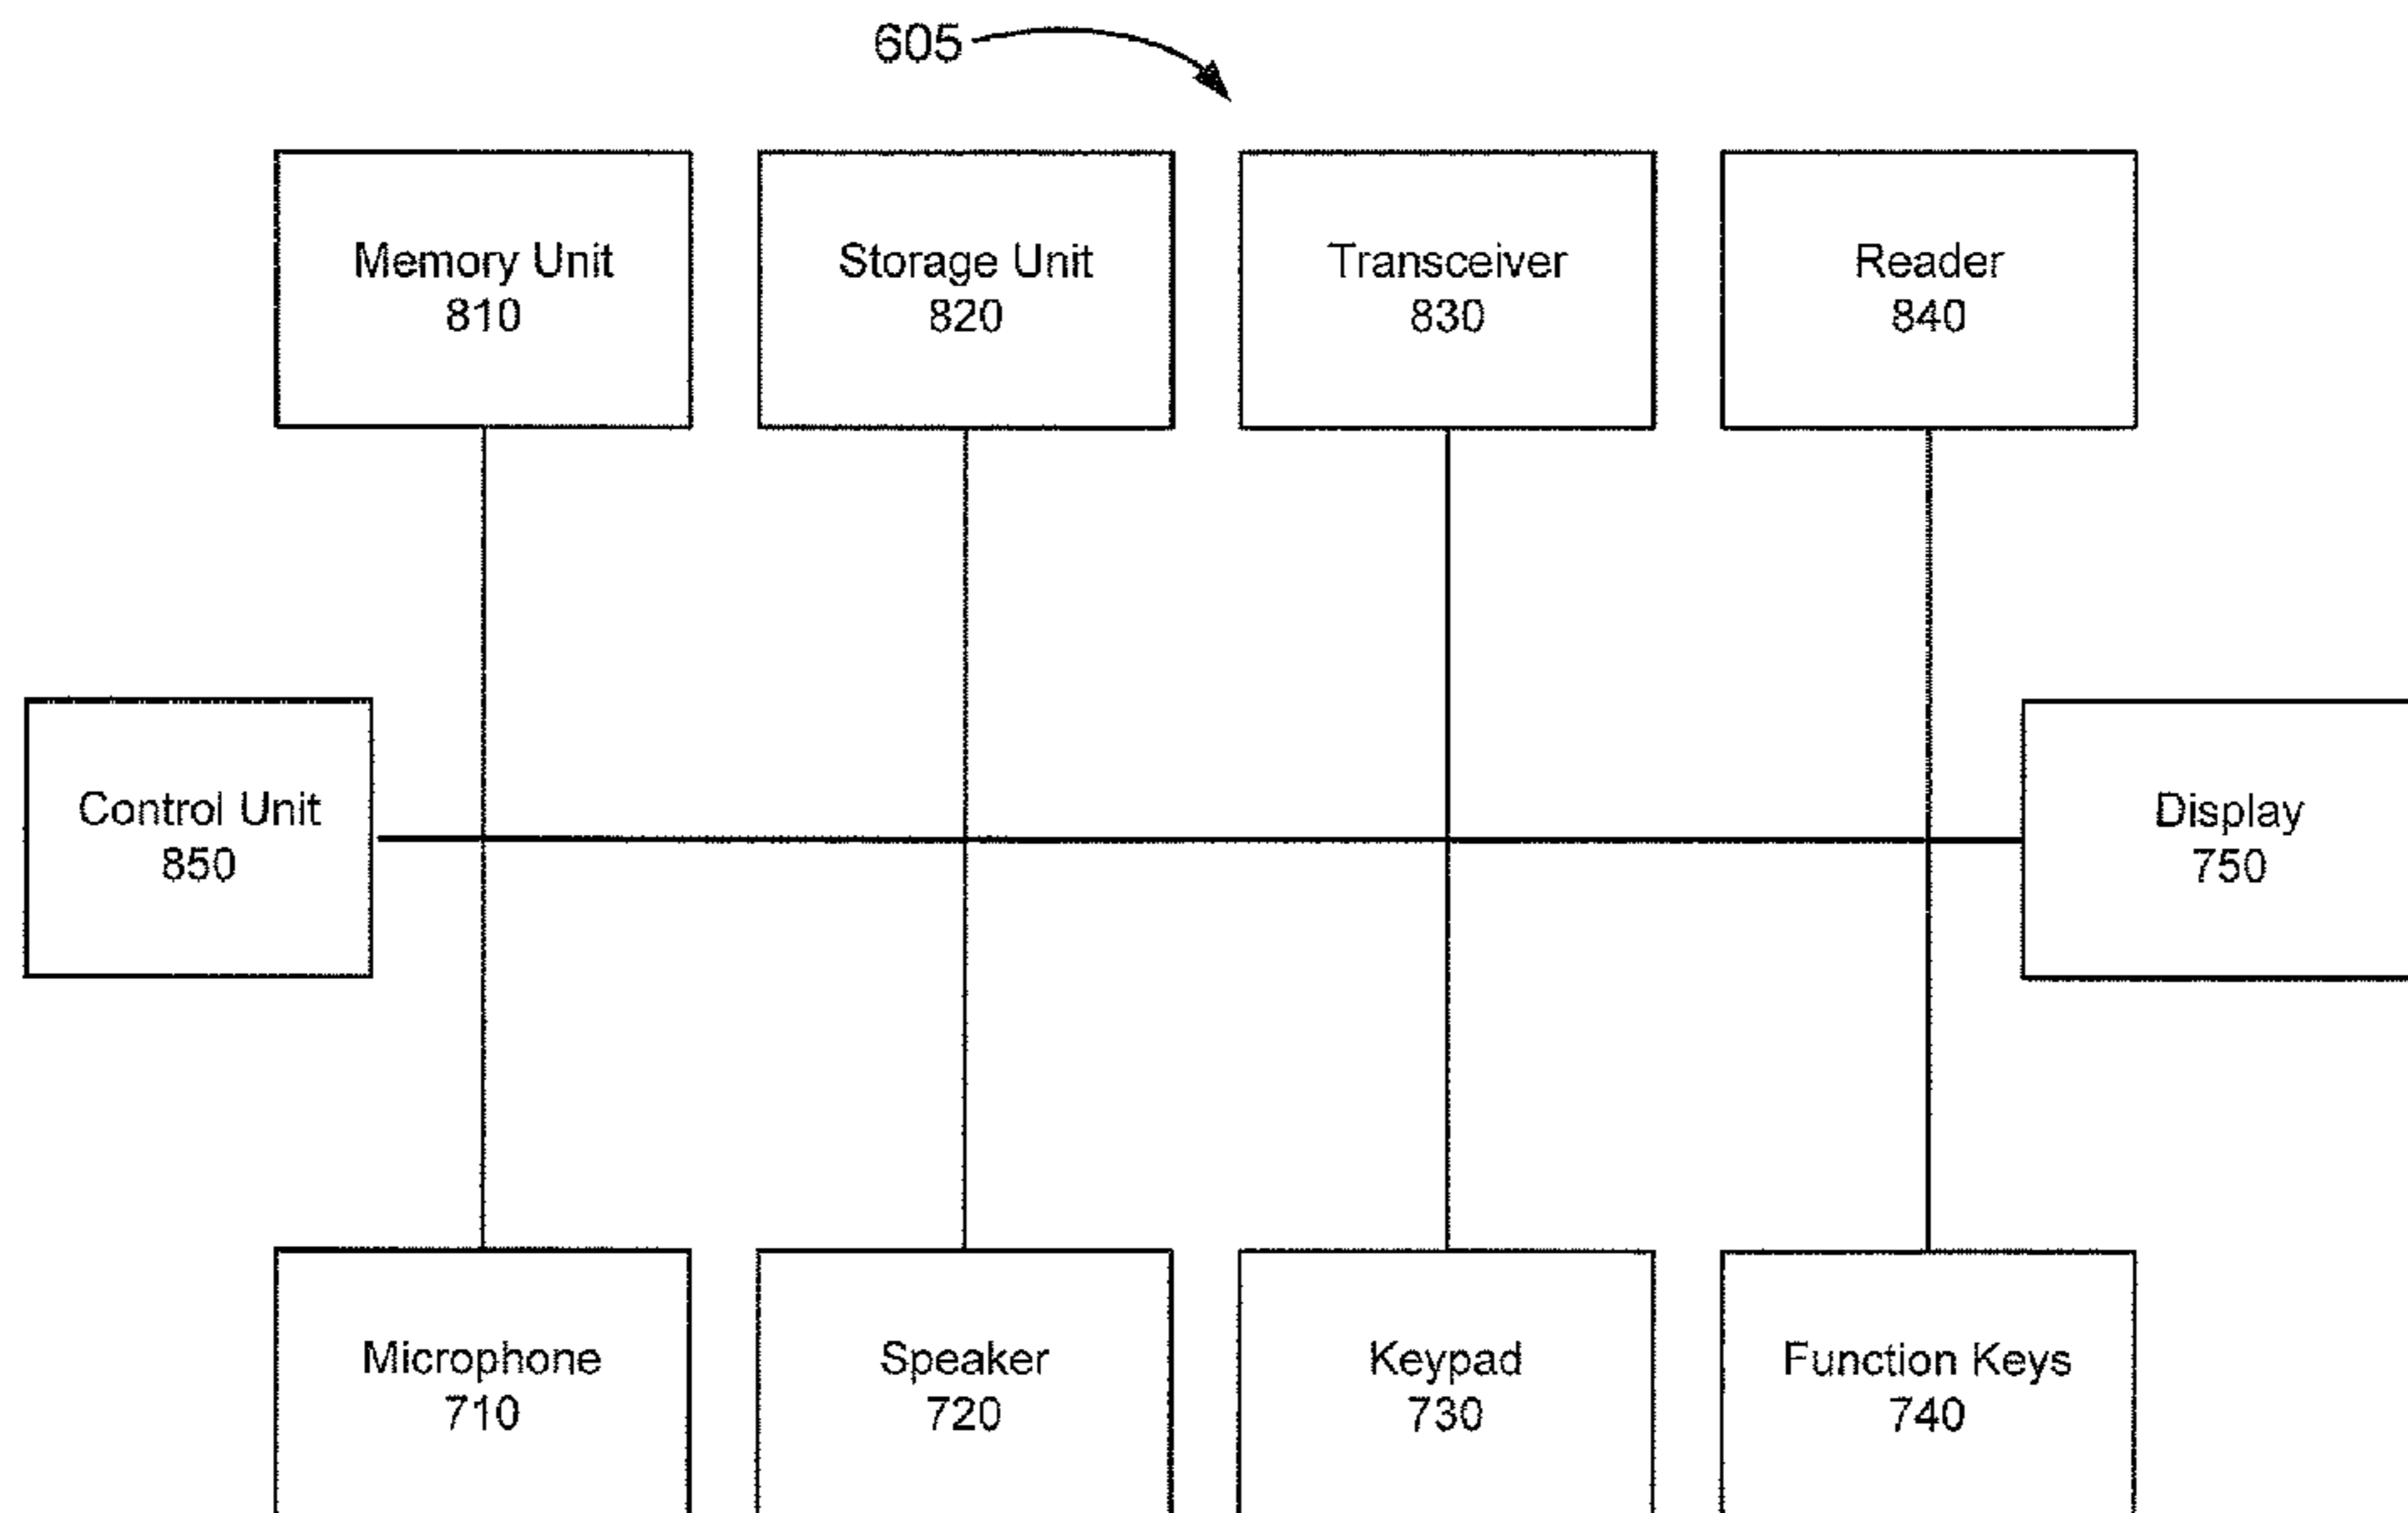 605
Memory Unit
810
Storage Unit
820
Transceiver
830
Reader
840
Control Unit
850
Display
750
Microphone
710
Speaker
720
Keypad
730
Function Keys
740